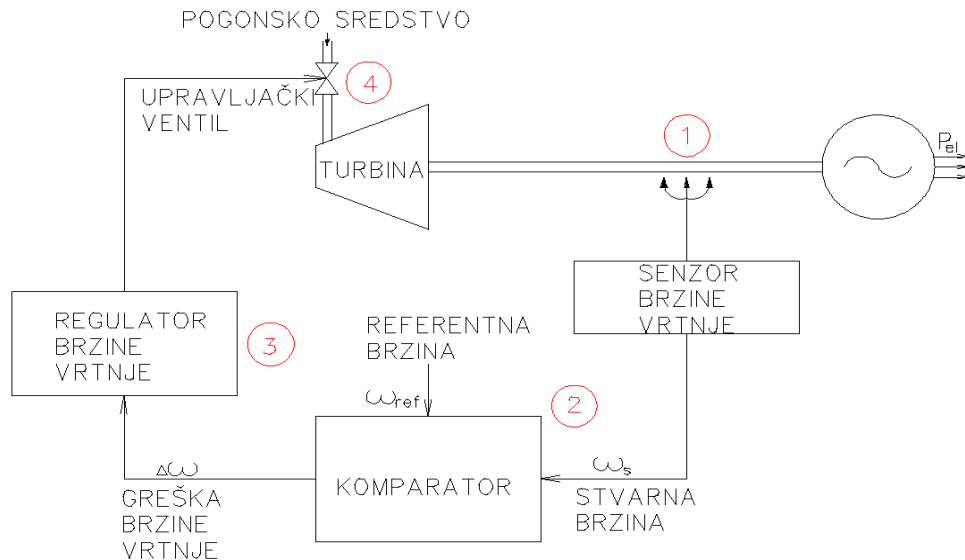 POGONSKO SREDSTVO
4
UPRAVLJAČKI
VENTIL
1
TURBINA
Pel
SENZOR
BRZINE
VRTNJE
REGULATOR
BRZINE
VRTNJE
3
REFERENTNA
BRZINA
ωref
2
KOMPARATOR
Δω
GREŠKA
BRZINE
VRTNJE
ωs
STVARNA
BRZINA